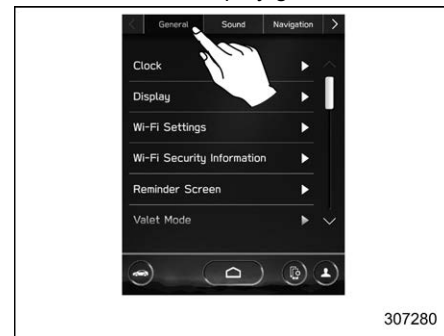 General Sound Navigation
Clock
Display
Wi-Fi Settings
Wi-Fi Security Information
Reminder Screen
Valet Mode
307280